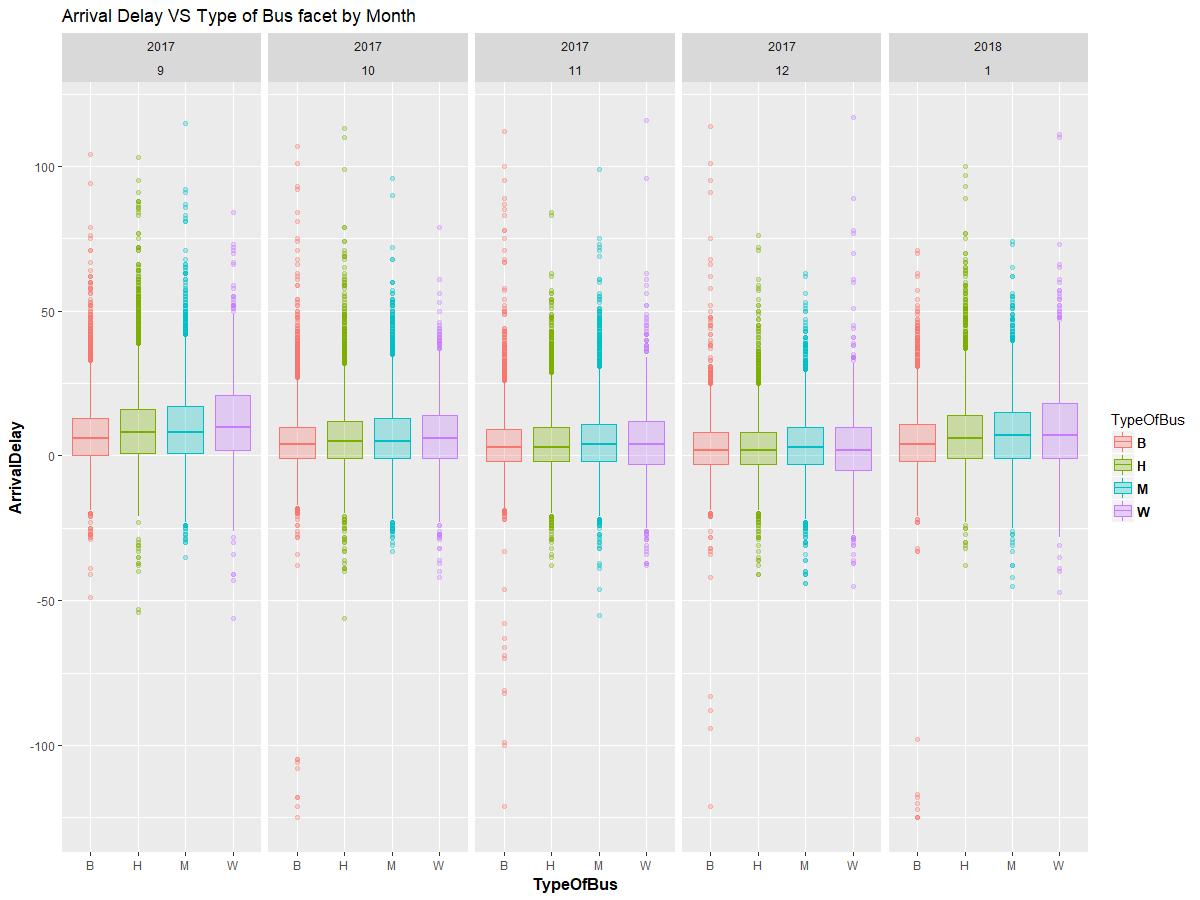 Arrival Delay VS Type of Bus facet by Month
2017 2017 2017 2017 2018
9 10 11 12 1
100
50
0
-50
-100
ArrivalDelay
B H M W B H M W B H M W B H M W B H M W
TypeOfBus
TypeOfBus
B
H
M
W